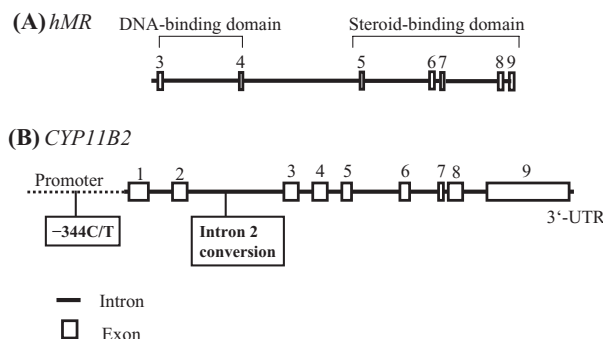 (A) hMR
DNA-binding domain
Steroid-binding domain
3 4 5 6 7 8 9
(B) CYP11B2
1 2 3 4 5 6 7 8 9
Promoter
3‘-UTR
−344C/T
Intron 2
conversion
Intron
Exon